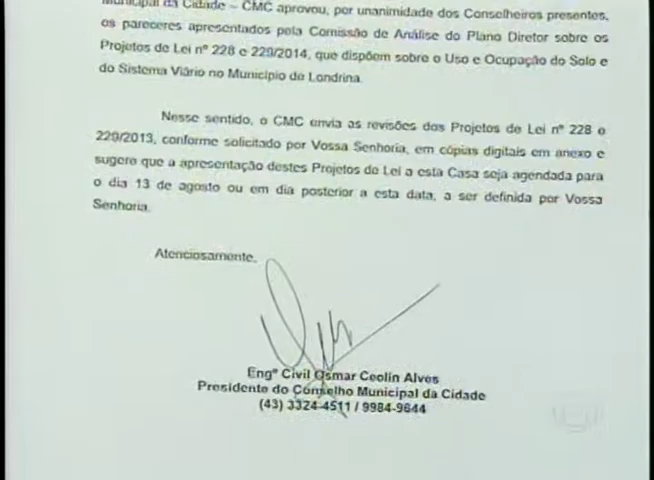 Municipal da Cidade – CMC aprovou, por unanimidade dos Conselheiros presentes,
os pareceres apresentados pela Comissão de Análise do Plano Diretor sobre os
Projetos de Lei nº 228 e 229/2014, que dispõem sobre o Uso e Ocupação do Solo e
do Sistema Viário no Município de Londrina.
Nesse sentido, o CMC envia as revisões dos Projetos de Lei nº 228 e
229/2013, conforme solicitado por Vossa Senhoria, em cópias digitais em anexo e
sugere que a apresentação destes Projetos de Lei a esta Casa seja agendada para
o dia 13 de agosto ou em dia posterior a esta data, a ser definida por Vossa
Senhoria.
Atenciosamente,
Engº Civil Osmar Ceolin Alves
Presidente do Conselho Municipal da Cidade
(43) 3324-4511 / 9984-9644